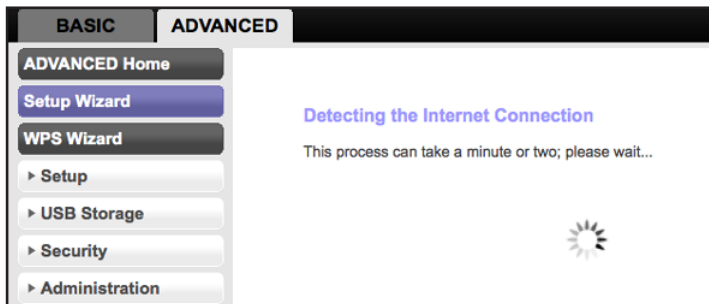 BASIC
ADVANCED
ADVANCED Home
Setup Wizard
WPS Wizard
Setup
USB Storage
Security
Administration
Detecting the Internet Connection
This process can take a minute or two; please wait...